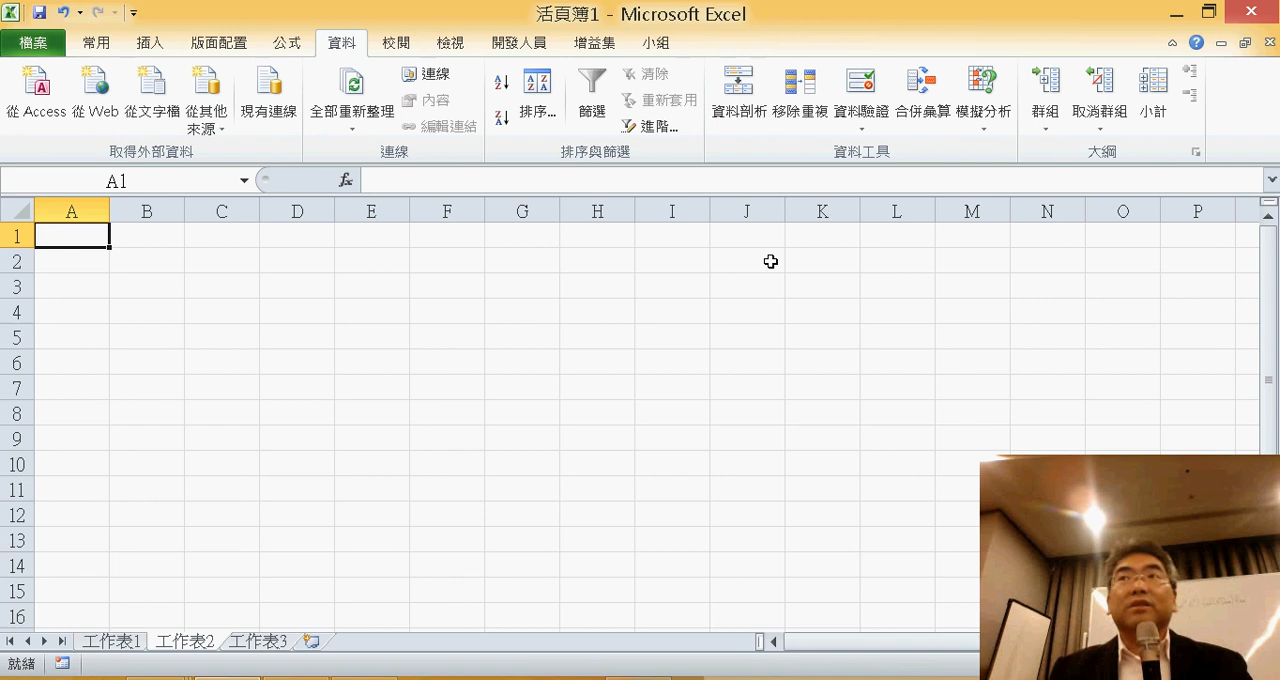 活頁簿1 - Microsoft Excel
檔案 常用 插入 版面配置 公式 資料 校閱 檢視 開發人員 增益集 小組
從 Access 從 Web 從文字檔 從其他來源 現有連線
取得外部資料
全部重新整理 連線 內容 編輯連結
連線
排序... 篩選 清除 重新套用 進階...
排序與篩選
資料剖析 移除重複 資料驗證 合併彙算 模擬分析
資料工具
群組 取消群組 小計
大綱
A1 fx
A B C D E F G H I J K L M N O P
1
2
3
4
5
6
7
8
9
10
11
12
13
14
15
16
工作表1 工作表2 工作表3
就緒